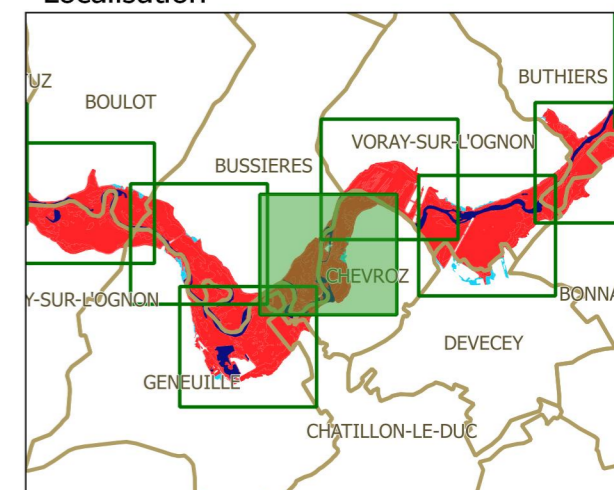 Localisation
UZ
BUTHIERS
BOULOT
VORAY-SUR-L'OGNON
BUSSIERES
CHEVROZ
Y-SUR-L'OGNON
BONNA
DEVECEY
GENEUILLE
CHATILLON-LE-DUC